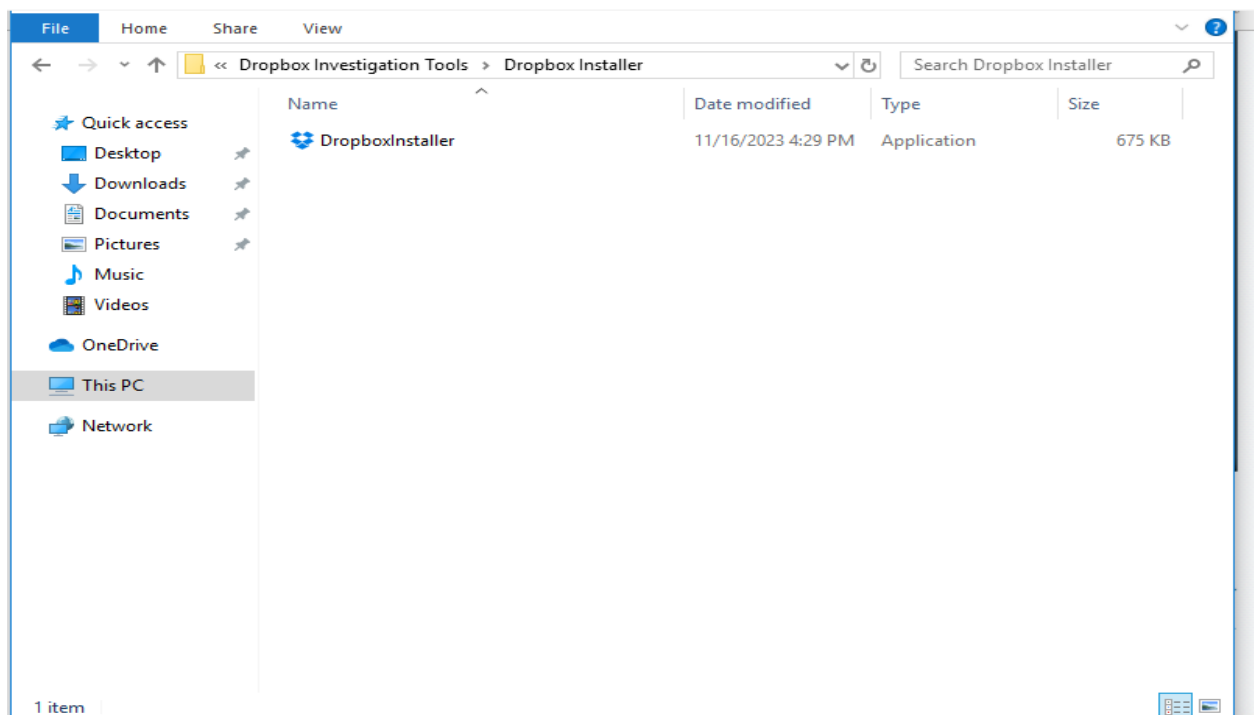 File Home Share View
« Dropbox Investigation Tools > Dropbox Installer Search Dropbox Installer
Name Date modified Type Size
Quick access
DropboxInstaller 11/16/2023 4:29 PM Application 675 KB
Desktop
Downloads
Documents
Pictures
Music
Videos
OneDrive
This PC
Network
1 item